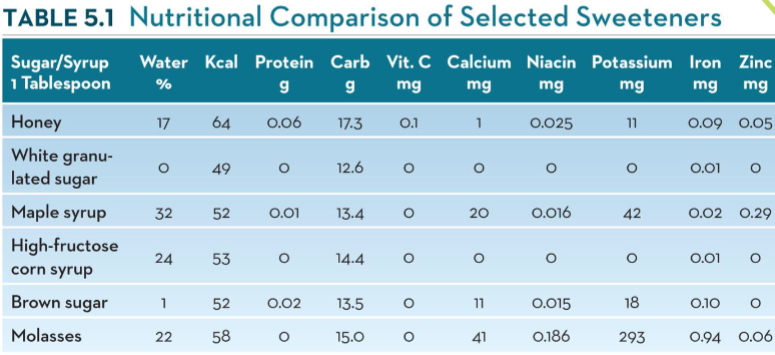 TABLE 5.1 Nutritional Comparison of Selected Sweeteners
Sugar/Syrup Water Kcal Protein Carb Vit. C Calcium Niacin Potassium Iron Zinc
1 Tablespoon % g g mg mg mg mg mg mg
Honey 17 64 0.06 17.3 0.1 1 0.025 11 0.09 0.05
White granu-
lated sugar 0 49 0 12.6 0 0 0 0 0.01 0
Maple syrup 32 52 0.01 13.4 0 20 0.016 42 0.02 0.29
High-fructose
corn syrup 24 53 0 14.4 0 0 0 0 0.01 0
Brown sugar 1 52 0.02 13.5 0 11 0.015 18 0.10 0
Molasses 22 58 0 15.0 0 41 0.186 293 0.94 0.06